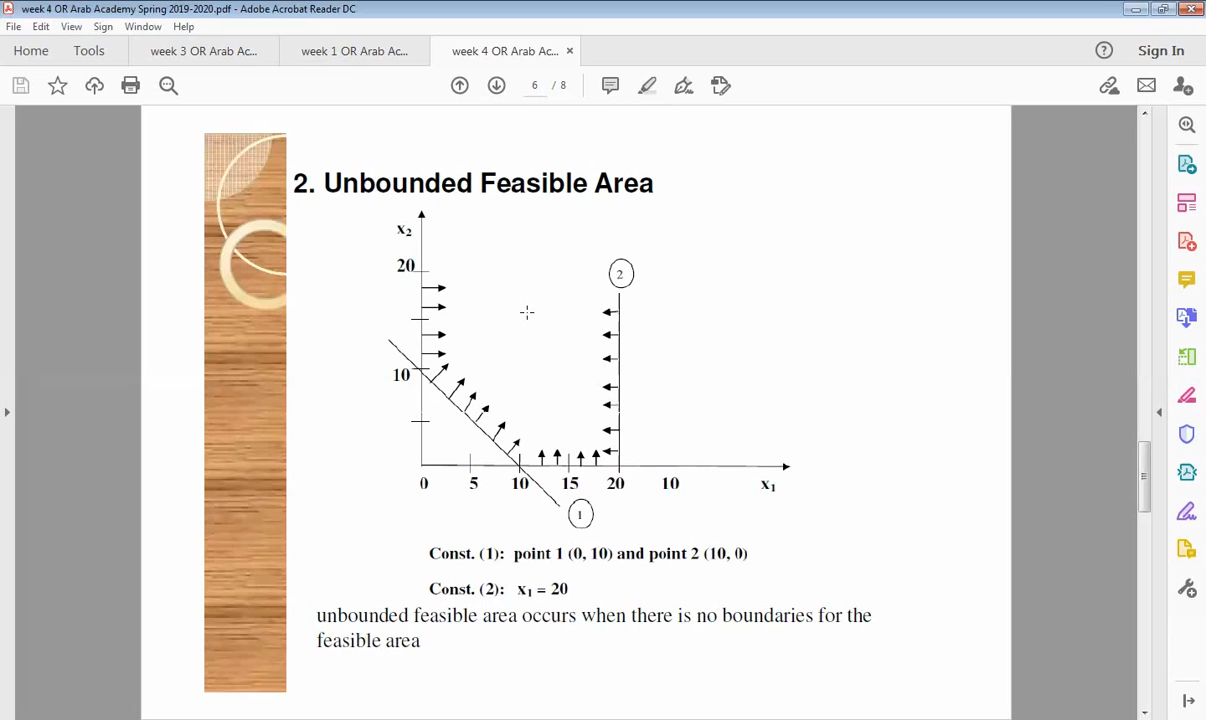 week 4 OR Arab Academy Spring 2019-2020.pdf - Adobe Acrobat Reader DC
File Edit View Sign Window Help
Home Tools week 3 OR Arab Ac... week 1 OR Arab Ac... week 4 OR Arab Ac... × ? Sign In
6 / 8
2. Unbounded Feasible Area
x₂
20
2
10
0 5 10 15 20 10 x₁
1
Const. (1): point 1 (0, 10) and point 2 (10, 0)
Const. (2): x₁ = 20
unbounded feasible area occurs when there is no boundaries for the
feasible area